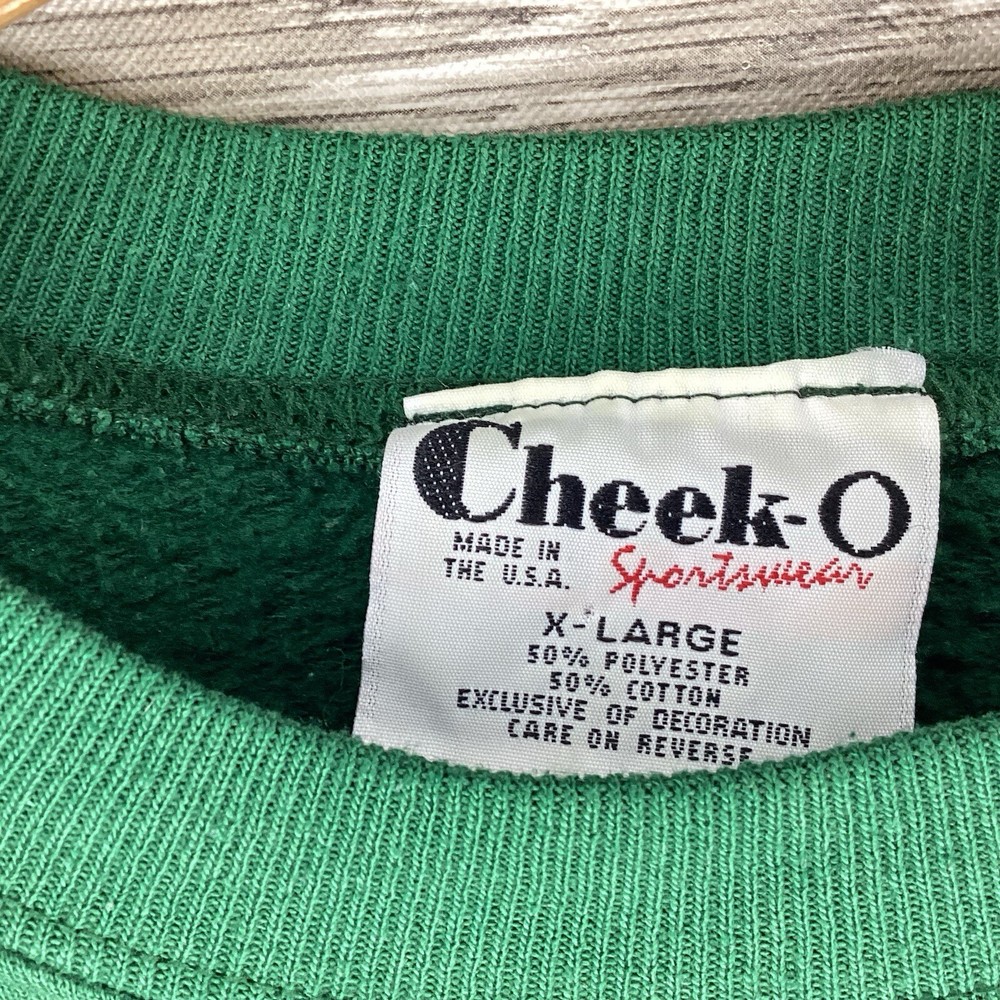 Cheek-O
MADE IN
THE U.S.A.
Sportswear
X-LARGE
50% POLYESTER
50% COTTON
EXCLUSIVE OF DECORATION
CARE ON REVERSE